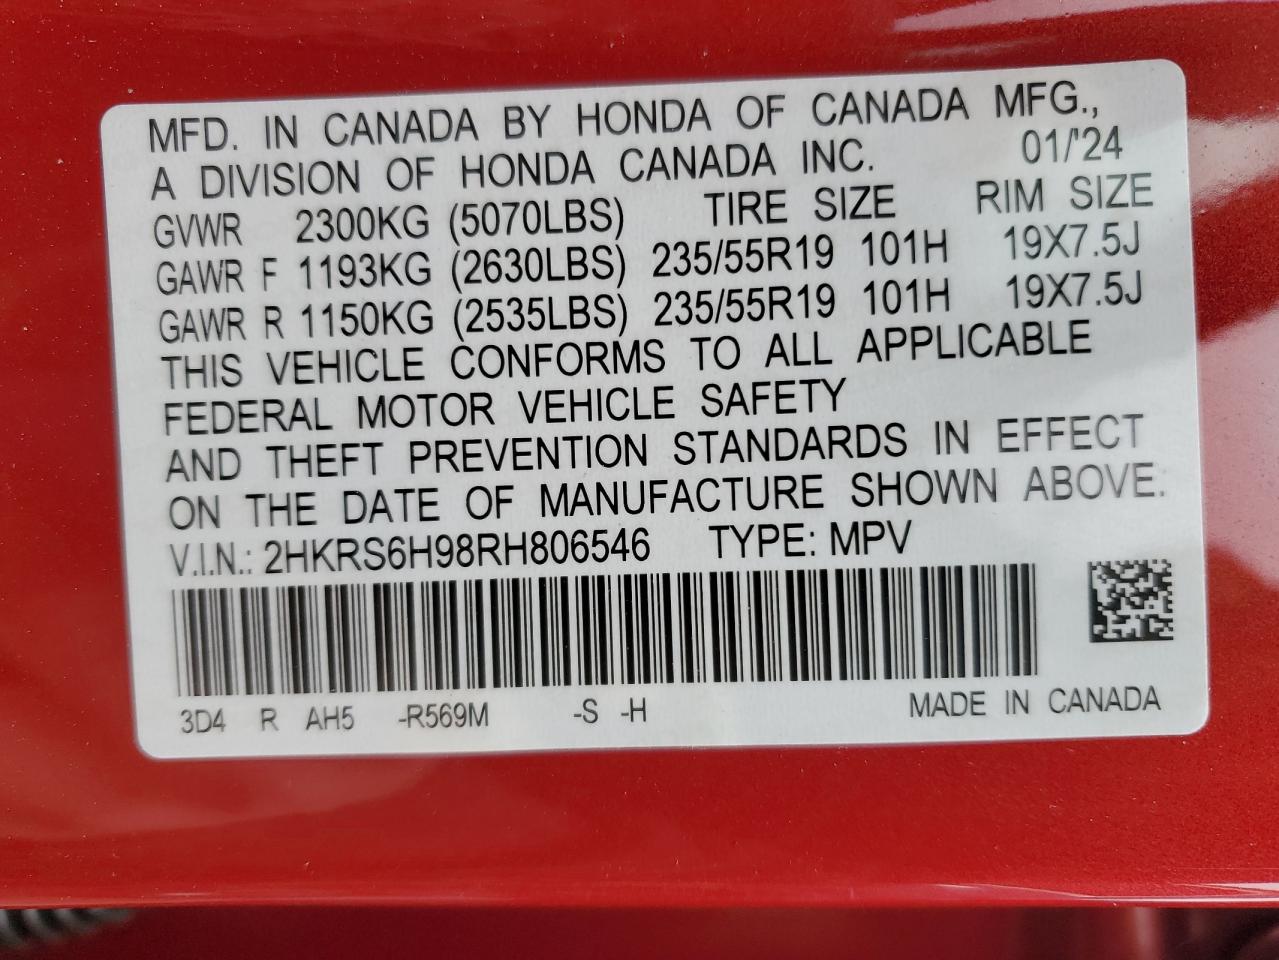 MFD. IN CANADA BY HONDA OF CANADA MFG.,
A DIVISION OF HONDA CANADA INC. 01/'24
GVWR 2300KG (5070LBS) TIRE SIZE RIM SIZE
GAWR F 1193KG (2630LBS) 235/55R19 101H 19X7.5J
GAWR R 1150KG (2535LBS) 235/55R19 101H 19X7.5J
THIS VEHICLE CONFORMS TO ALL APPLICABLE
FEDERAL MOTOR VEHICLE SAFETY
AND THEFT PREVENTION STANDARDS IN EFFECT
ON THE DATE OF MANUFACTURE SHOWN ABOVE.
V.I.N.: 2HKRS6H98RH806546 TYPE: MPV
3D4 R AH5 -R569M -S -H MADE IN CANADA